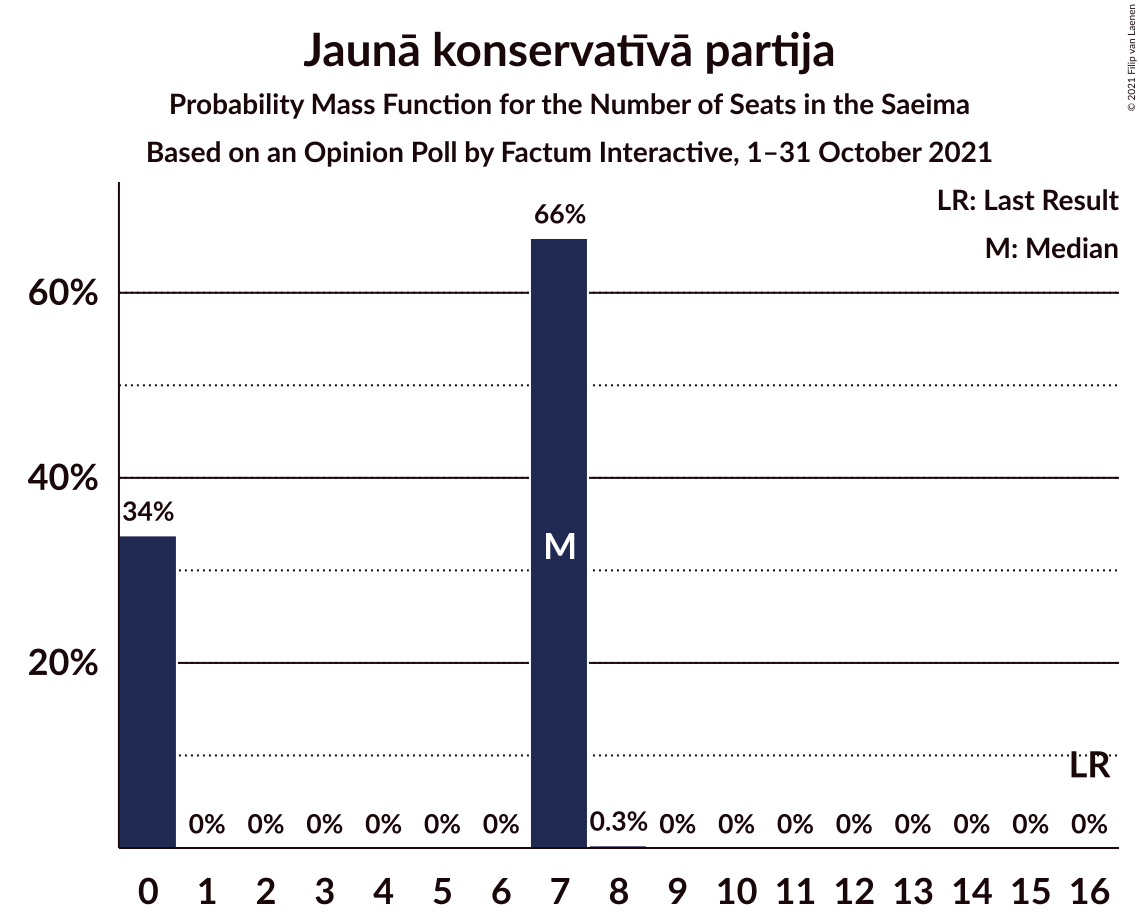 Jaunā konservatīvā partija
Probability Mass Function for the Number of Seats in the Saeima
Based on an Opinion Poll by Factum Interactive, 1–31 October 2021
© 2021 Filip van Laenen
LR: Last Result
M: Median
66%
60%
40%
34%
M
20%
LR
0% 0% 0% 0% 0% 0% 0.3% 0% 0% 0% 0% 0% 0% 0% 0%
0 1 2 3 4 5 6 7 8 9 10 11 12 13 14 15 16